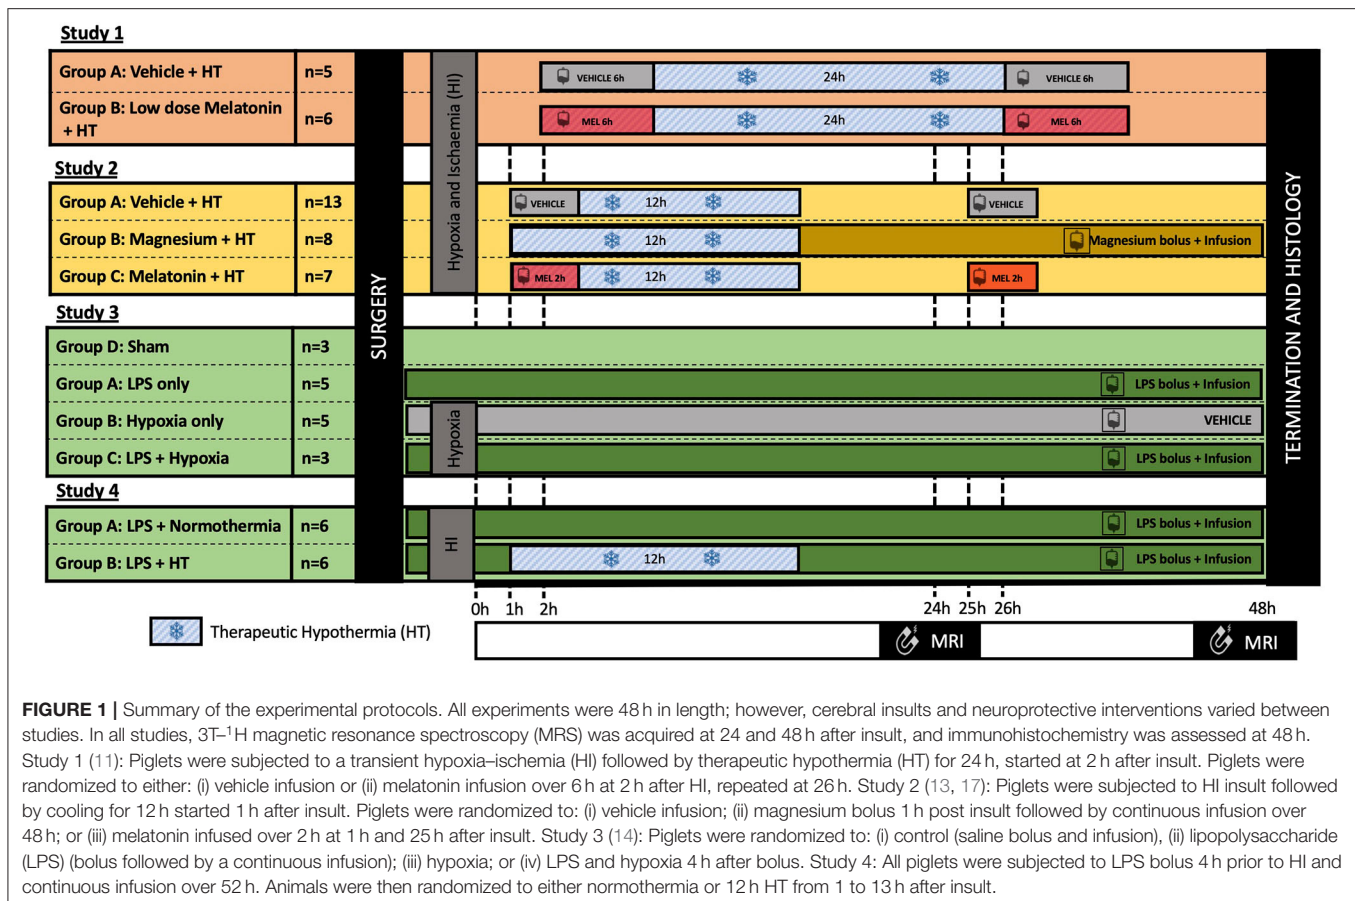 Study 1
Group A: Vehicle + HT n=5 VEHICLE 6h 24h VEHICLE 6h
Group B: Low dose Melatonin
+ HT n=6 MEL 6h 24h MEL 6h
Hypoxia and Ischaemia (HI)
SURGERY
TERMINATION AND HISTOLOGY
Study 2
Group A: Vehicle + HT n=13 VEHICLE 12h VEHICLE
Group B: Magnesium + HT n=8 12h Magnesium bolus + Infusion
Group C: Melatonin + HT n=7 MEL 2h 12h MEL 2h
Study 3
Group D: Sham n=3
Group A: LPS only n=5 LPS bolus + Infusion
Group B: Hypoxia only n=5 VEHICLE
Group C: LPS + Hypoxia n=3 LPS bolus + Infusion
Hypoxia
Study 4
Group A: LPS + Normothermia n=6 LPS bolus + Infusion
Group B: LPS + HT n=6 12h LPS bolus + Infusion
HI
0h 1h 2h 24h 25h 26h 48h
Therapeutic Hypothermia (HT) MRI MRI
FIGURE 1 | Summary of the experimental protocols. All experiments were 48 h in length; however, cerebral insults and neuroprotective interventions varied between
studies. In all studies, 3T–¹H magnetic resonance spectroscopy (MRS) was acquired at 24 and 48 h after insult, and immunohistochemistry was assessed at 48 h.
Study 1 (11): Piglets were subjected to a transient hypoxia–ischemia (HI) followed by therapeutic hypothermia (HT) for 24 h, started at 2 h after insult. Piglets were
randomized to either: (i) vehicle infusion or (ii) melatonin infusion over 6 h at 2 h after HI, repeated at 26 h. Study 2 (13, 17): Piglets were subjected to HI insult followed
by cooling for 12 h started 1 h after insult. Piglets were randomized to: (i) vehicle infusion; (ii) magnesium bolus 1 h post insult followed by continuous infusion over
48 h; or (iii) melatonin infused over 2 h at 1 h and 25 h after insult. Study 3 (14): Piglets were randomized to: (i) control (saline bolus and infusion), (ii) lipopolysaccharide
(LPS) (bolus followed by a continuous infusion); (iii) hypoxia; or (iv) LPS and hypoxia 4 h after bolus. Study 4: All piglets were subjected to LPS bolus 4 h prior to HI and
continuous infusion over 52 h. Animals were then randomized to either normothermia or 12 h HT from 1 to 13 h after insult.